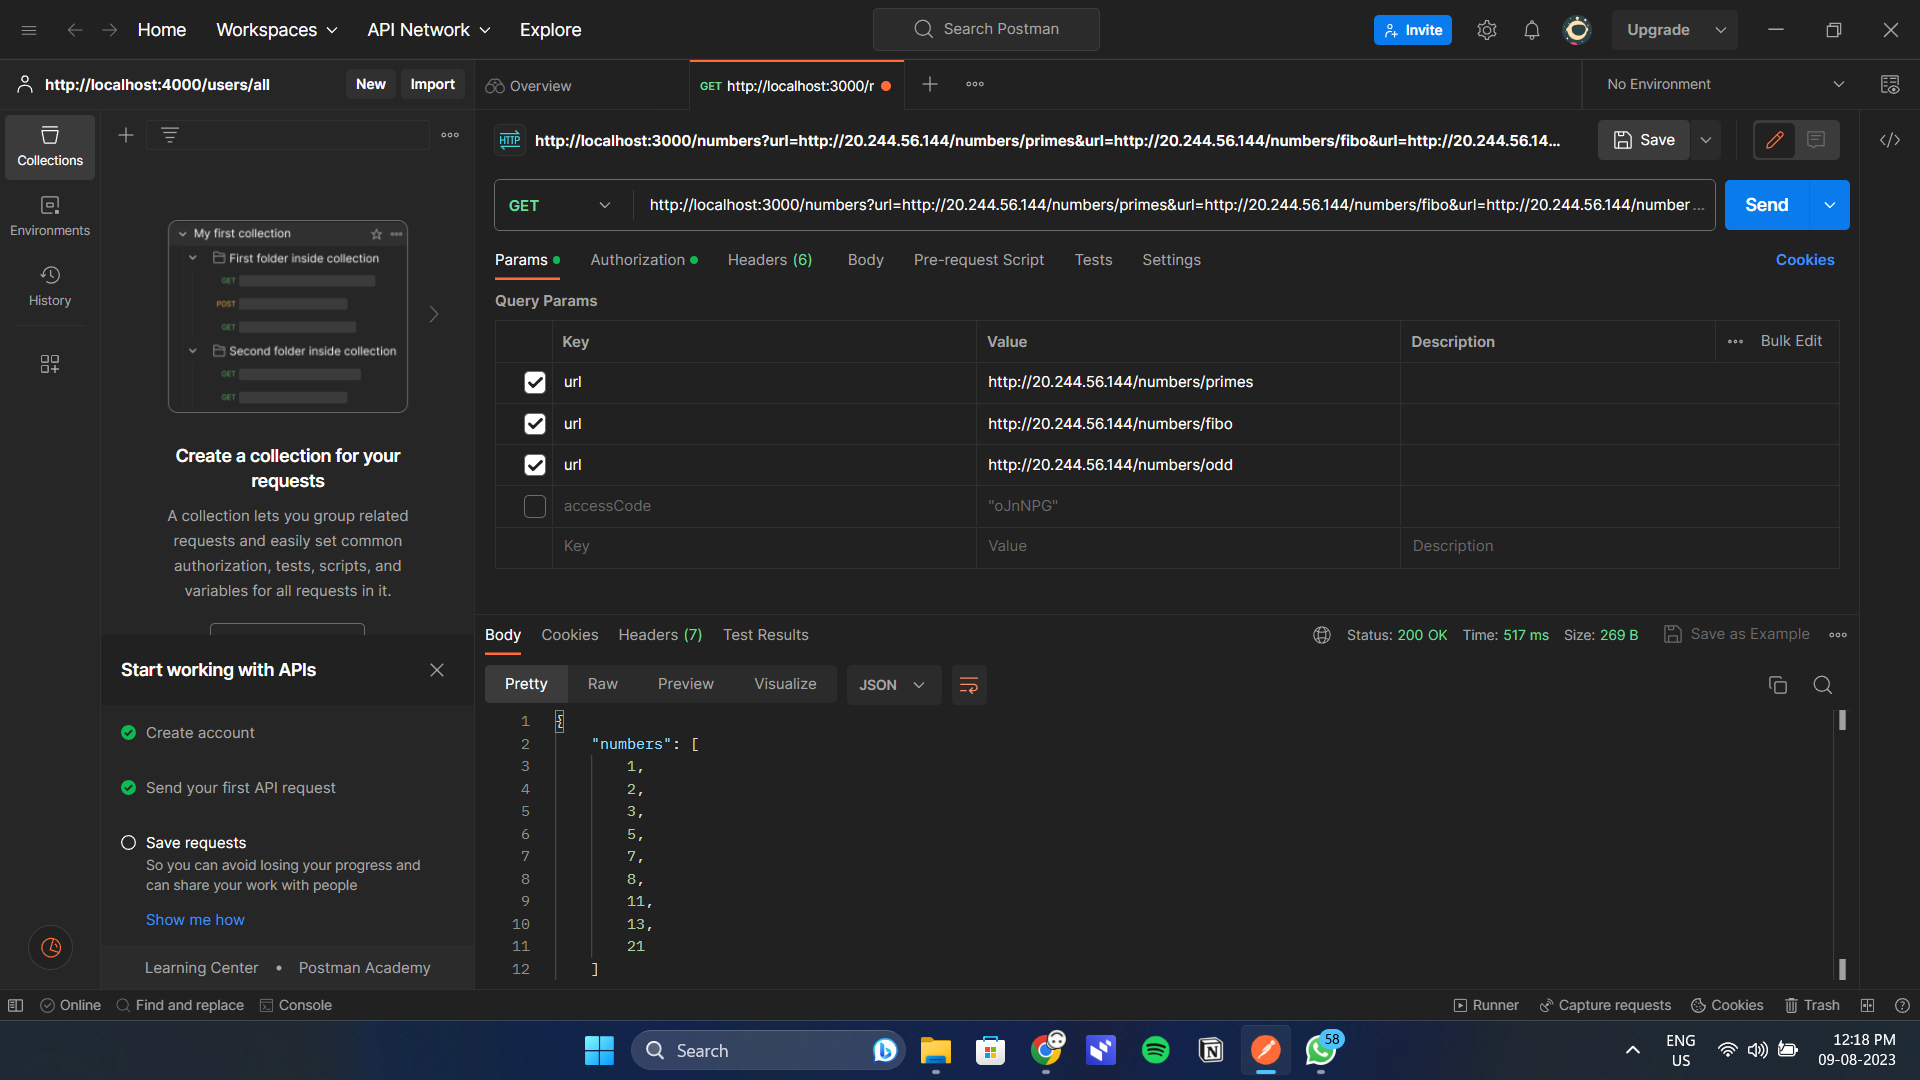 Home
Workspaces
API Network
Explore
Search Postman
Invite
Upgrade
http://localhost:4000/users/all
New
Import
Overview
GET http://localhost:3000/r
No Environment
Collections
Environments
History
My first collection
First folder inside collection
GET
POST
GET
Second folder inside collection
GET
GET
Create a collection for your
requests
A collection lets you group related
requests and easily set common
authorization, tests, scripts, and
variables for all requests in it.
Start working with APIs
Create account
Send your first API request
Save requests
So you can avoid losing your progress and
can share your work with people
Show me how
Learning Center • Postman Academy
HTTP
http://localhost:3000/numbers?url=http://20.244.56.144/numbers/primes&url=http://20.244.56.144/numbers/fibo&url=http://20.244.56.14...
Save
GET
http://localhost:3000/numbers?url=http://20.244.56.144/numbers/primes&url=http://20.244.56.144/numbers/fibo&url=http://20.244.56.144/number ...
Send
Params
Authorization
Headers (6)
Body
Pre-request Script
Tests
Settings
Cookies
Query Params
Key
Value
Description
Bulk Edit
url
http://20.244.56.144/numbers/primes
url
http://20.244.56.144/numbers/fibo
url
http://20.244.56.144/numbers/odd
accessCode
"oJnNPG"
Key
Value
Description
Body
Cookies
Headers (7)
Test Results
Status: 200 OK
Time: 517 ms
Size: 269 B
Save as Example
Pretty
Raw
Preview
Visualize
JSON
1 {
2 "numbers": [
3 1,
4 2,
5 3,
6 5,
7 7,
8 8,
9 11,
10 13,
11 21
12 ]
Online
Find and replace
Console
Runner
Capture requests
Cookies
Trash
Search
58
ENG
US
12:18 PM
09-08-2023